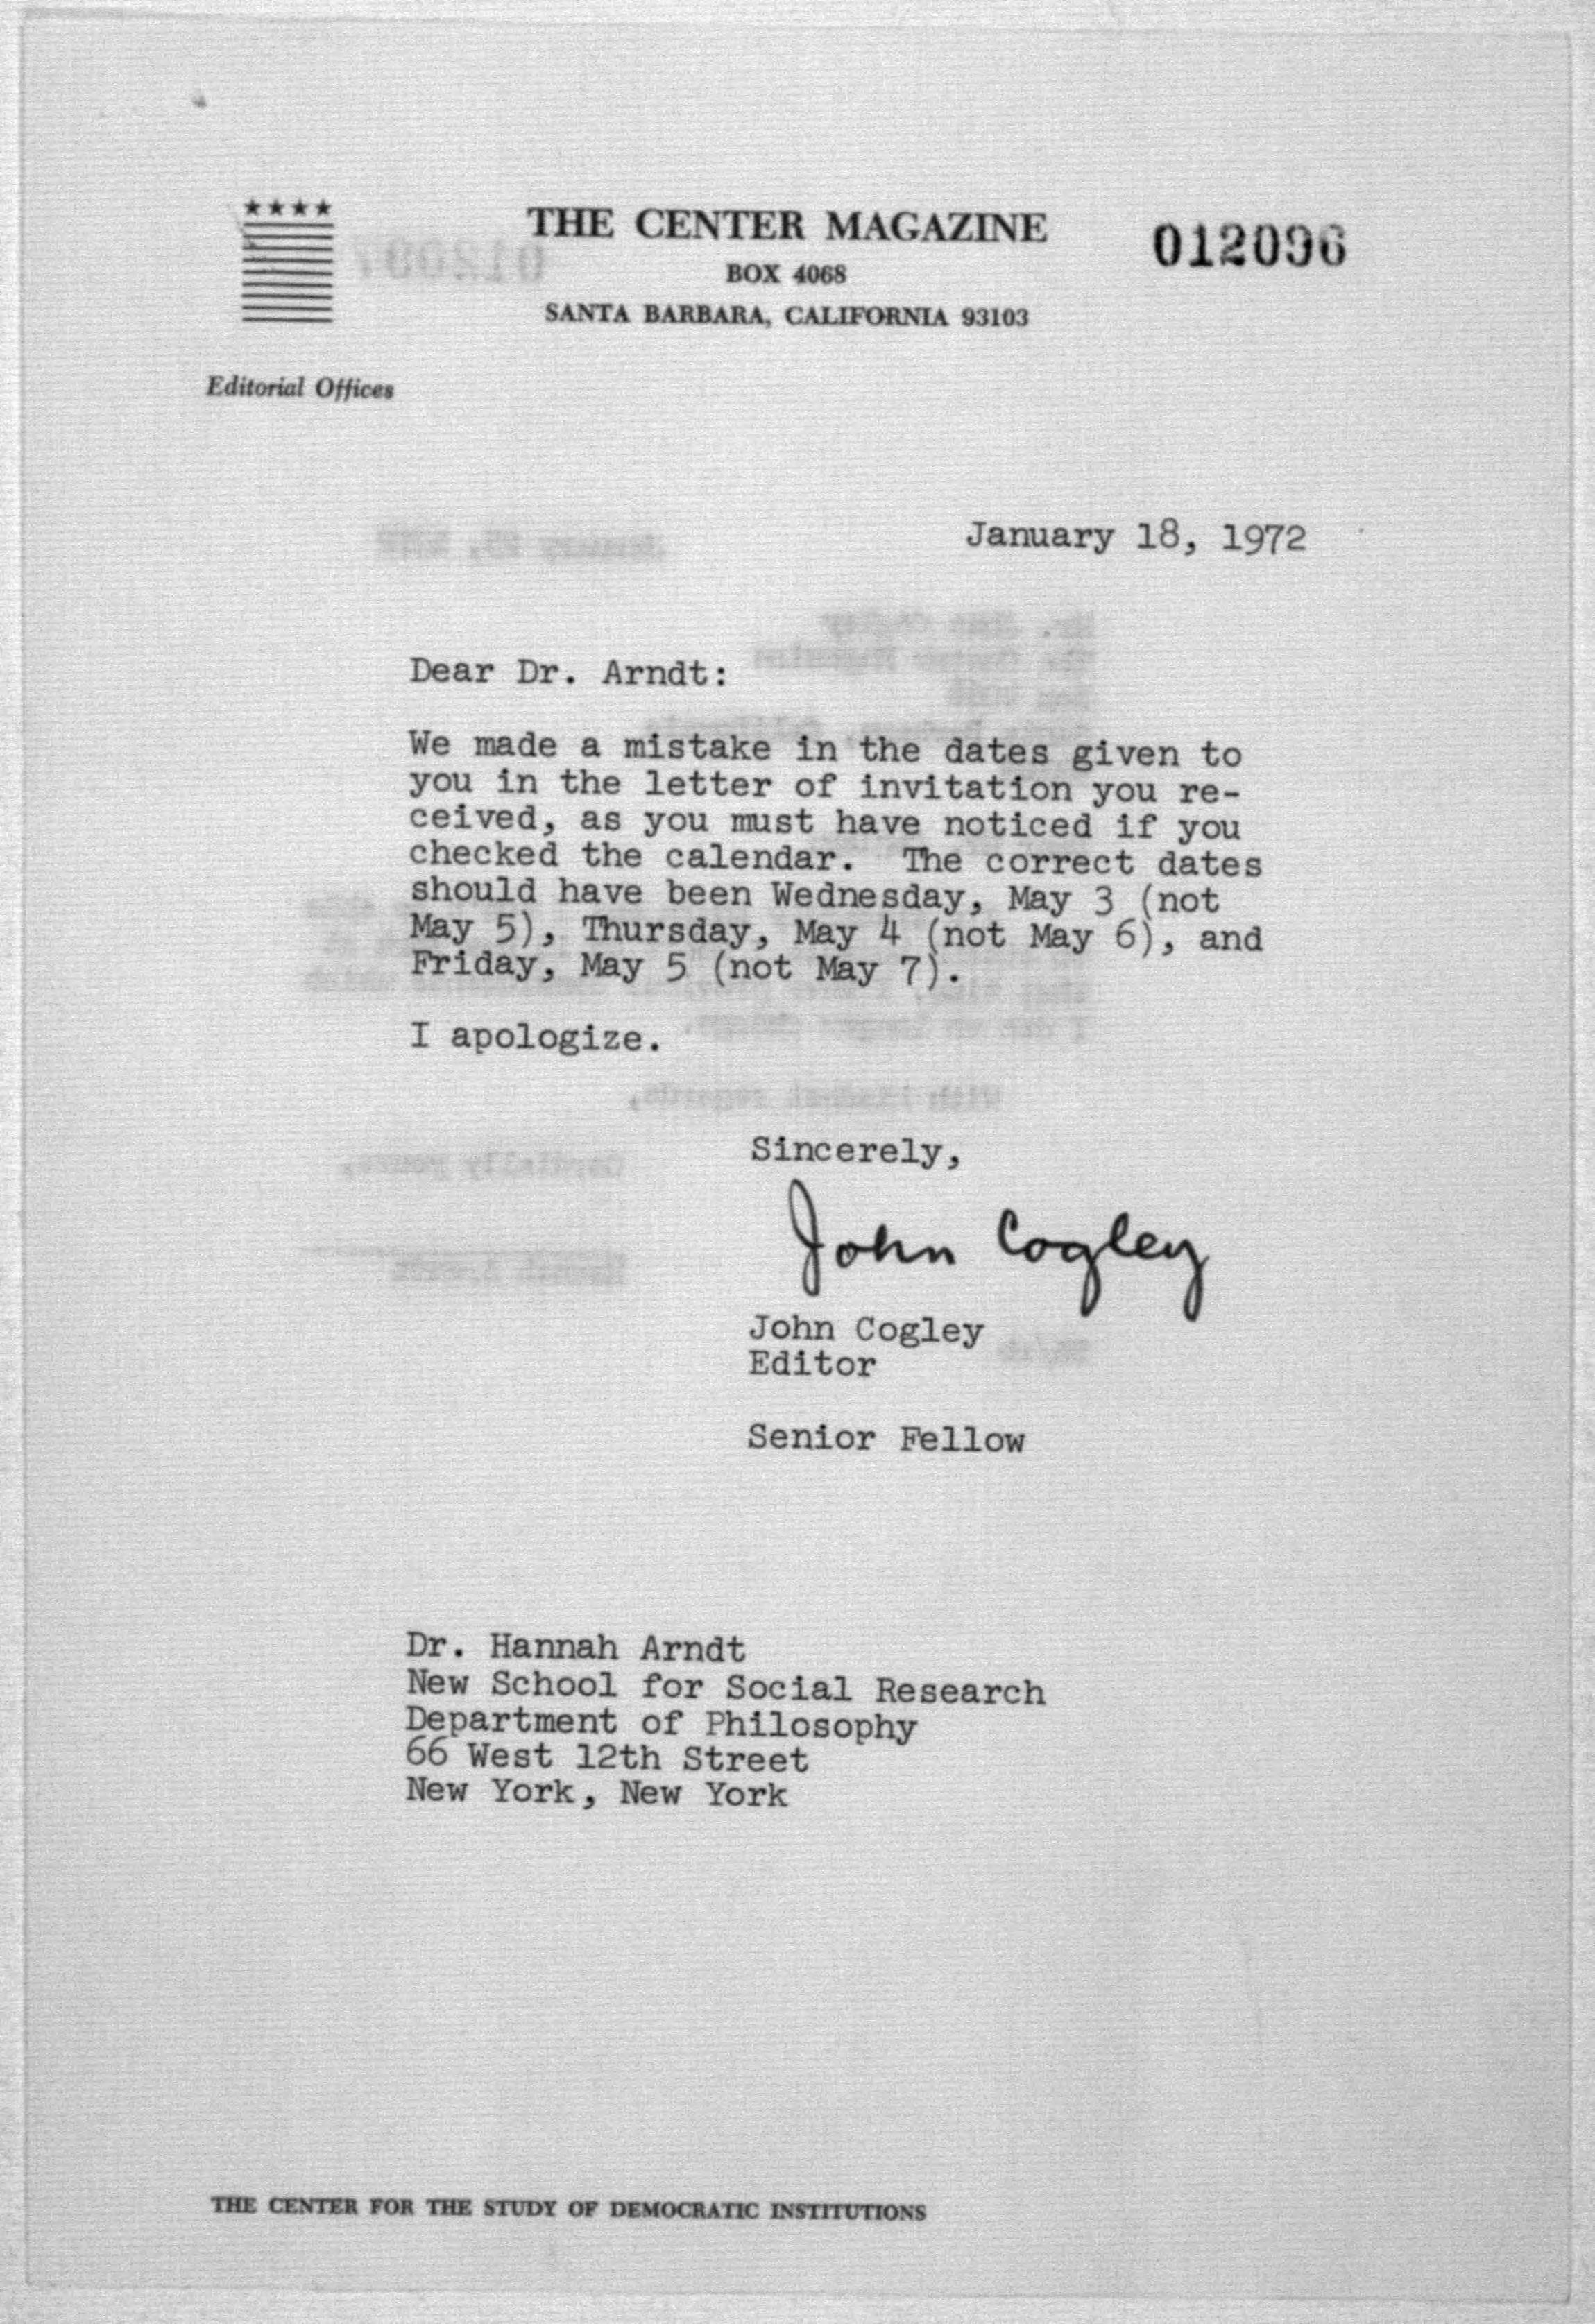 THE CENTER MAGAZINE
012096
BOX 4068
SANTA BARBARA, CALIFORNIA 93103
Editorial Offices
January 18, 1972
Dear Dr. Arndt:
We made a mistake in the dates given to
you in the letter of invitation you re-
ceived, as you must have noticed if you
checked the calendar. The correct dates
should have been Wednesday, May 3 (not
May 5), Thursday, May 4 (not May 6), and
Friday, May 5 (not May 7).
I apologize.
Sincerely,
John Cogley
John Cogley
Editor
Senior Fellow
Dr. Hannah Arndt
New School for Social Research
Department of Philosophy
66 West 12th Street
New York, New York
THE CENTER FOR THE STUDY OF DEMOCRATIC INSTITUTIONS